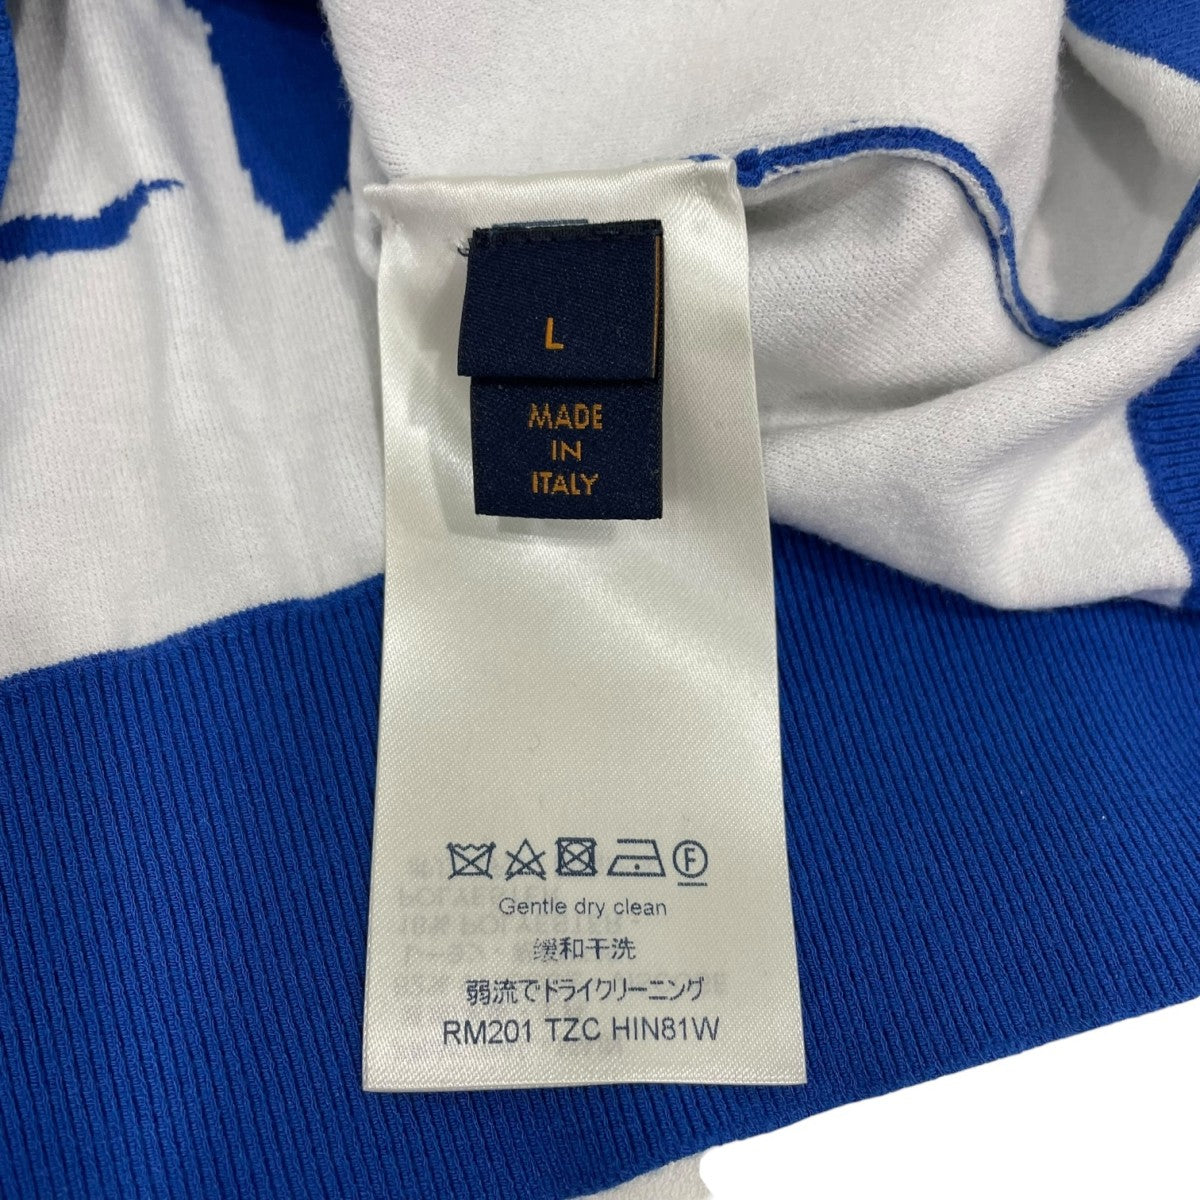 L
MADE
IN
ITALY
F
Gentle dry clean
缓和干洗
弱流でドライクリーニング
RM201 TZC HIN81W